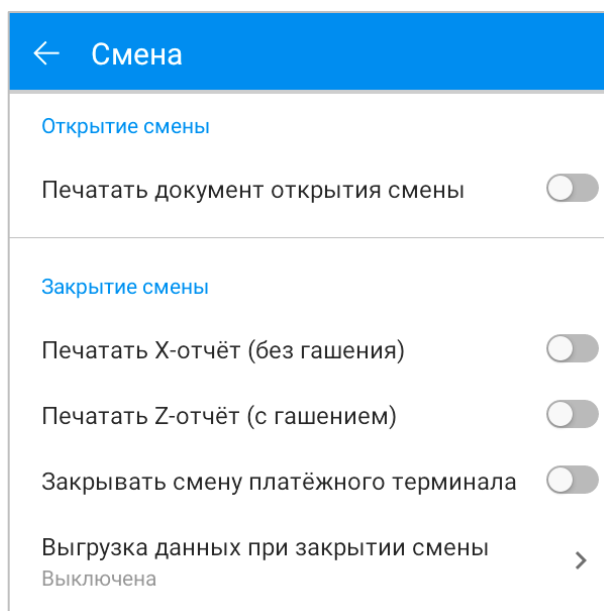 Смена
Открытие смены
Печатать документ открытия смены
Закрытие смены
Печатать X-отчёт (без гашения)
Печатать Z-отчёт (с гашением)
Закрывать смену платёжного терминала
Выгрузка данных при закрытии смены
Выключена